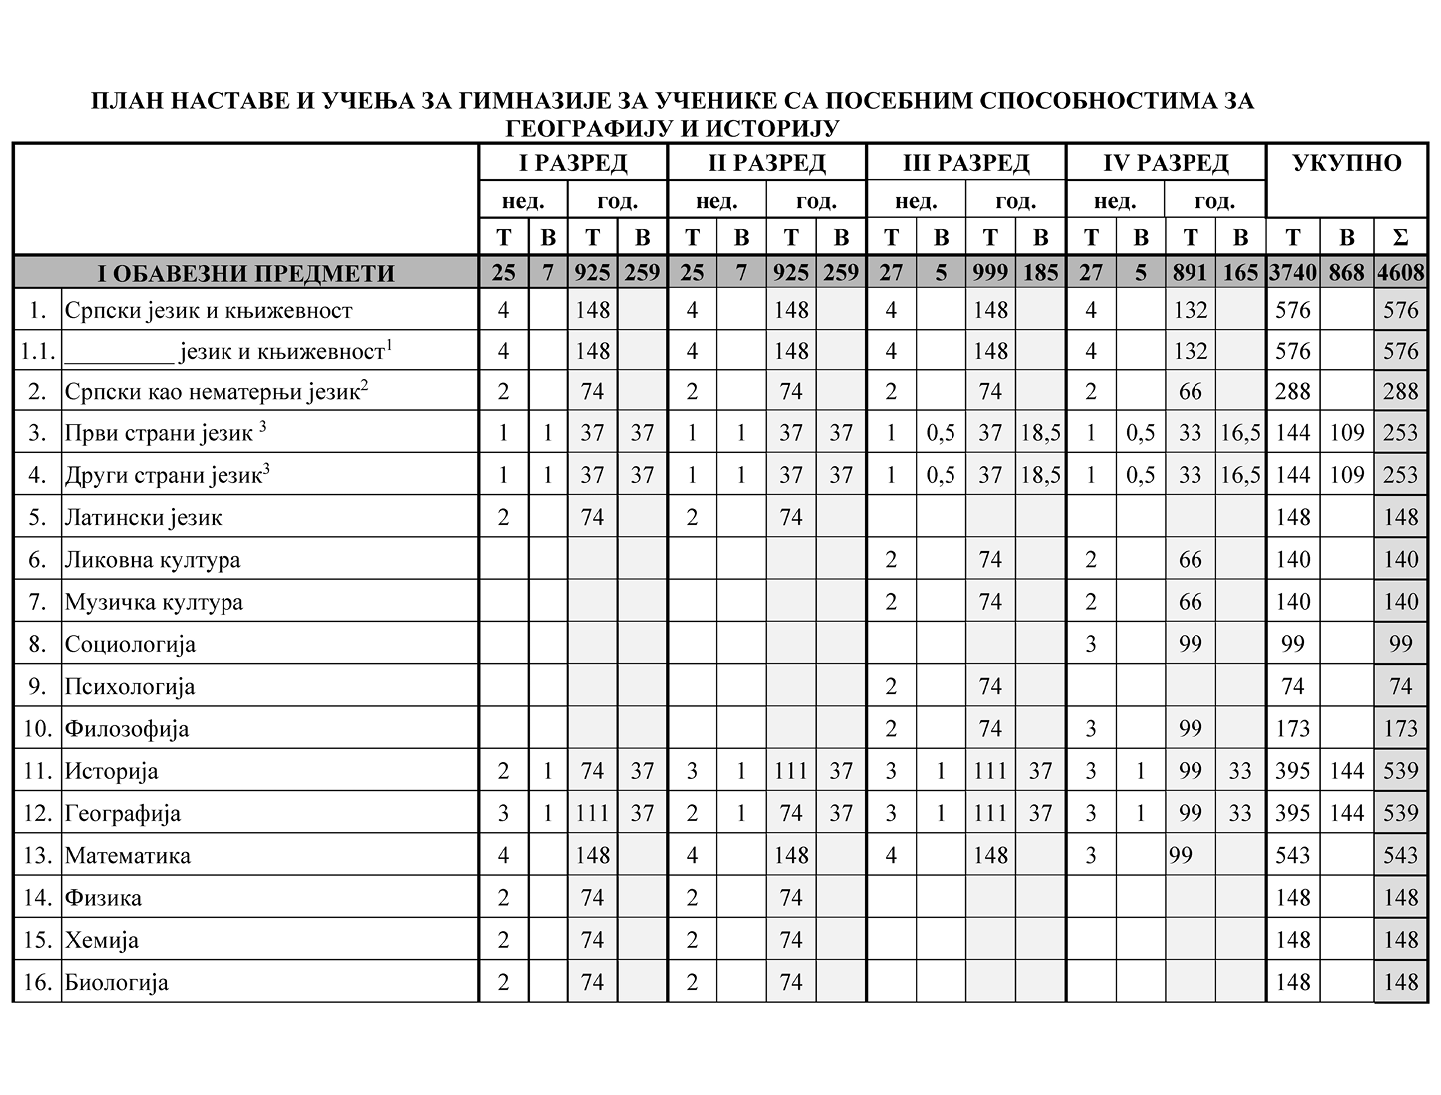 ПЛАН НАСТАВЕ И УЧЕЊА ЗА ГИМНАЗИЈЕ ЗА УЧЕНИКЕ СА ПОСЕБНИМ СПОСОБНОСТИМА ЗА
ГЕОГРАФИЈУ И ИСТОРИЈУ
I РАЗРЕД II РАЗРЕД III РАЗРЕД IV РАЗРЕД УКУПНО
нед. год. нед. год. нед. год. нед. год.
Т В Т В Т В Т В Т В Т В Т В Т В Т В Σ
I ОБАВЕЗНИ ПРЕДМЕТИ 25 7 925 259 25 7 925 259 27 5 999 185 27 5 891 165 3740 868 4608
1. Српски језик и књижевност 4 148 4 148 4 148 4 132 576 576
1.1. ___________ језик и књижевност1 4 148 4 148 4 148 4 132 576 576
2. Српски као нематерњи језик2 2 74 2 74 2 74 2 66 288 288
3. Први страни језик 3 1 1 37 37 1 1 37 37 1 0,5 37 18,5 1 0,5 33 16,5 144 109 253
4. Други страни језик3 1 1 37 37 1 1 37 37 1 0,5 37 18,5 1 0,5 33 16,5 144 109 253
5. Латински језик 2 74 2 74 148 148
6. Ликовна култура 2 74 2 66 140 140
7. Музичка култура 2 74 2 66 140 140
8. Социологија 3 99 99 99
9. Психологија 2 74 74 74
10. Филозофија 2 74 3 99 173 173
11. Историја 2 1 74 37 3 1 111 37 3 1 111 37 3 1 99 33 395 144 539
12. Географија 3 1 111 37 2 1 74 37 3 1 111 37 3 1 99 33 395 144 539
13. Математика 4 148 4 148 4 148 3 99 543 543
14. Физика 2 74 2 74 148 148
15. Хемија 2 74 2 74 148 148
16. Биологија 2 74 2 74 148 148